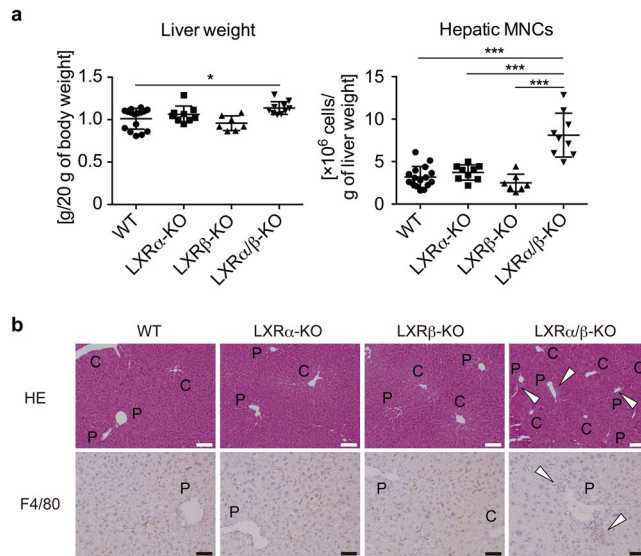 a
Liver weight
Hepatic MNCs
*
***
***
***
[g/20 g of body weight]
1.5
1.0
0.5
0
[×10⁶ cells/
g of liver weight]
15
10
5
0
WT
LXRα-KO
LXRβ-KO
LXRα/β-KO
WT
LXRα-KO
LXRβ-KO
LXRα/β-KO
b
WT LXRα-KO LXRβ-KO LXRα/β-KO
HE
C C P P
P C P
P C P C
C C C P P P C C C
F4/80
P
P
P C
P